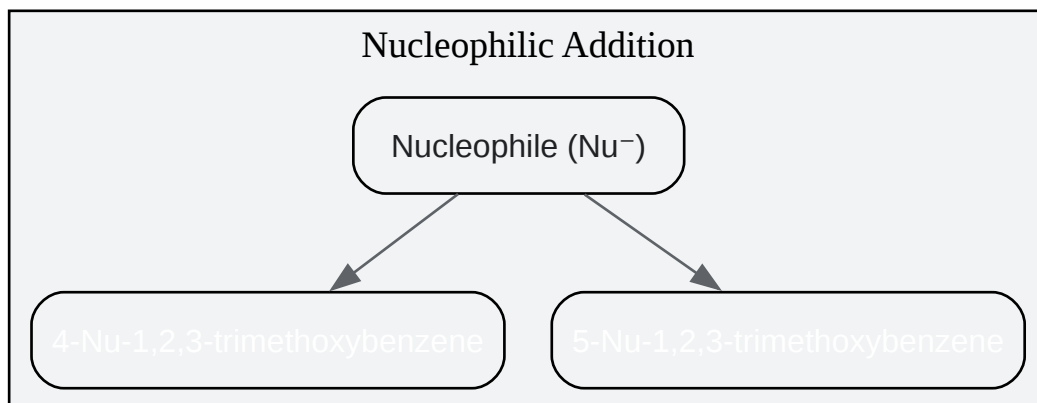 Nucleophilic Addition
Nucleophile (Nu⁻)
4-Nu-1,2,3-trimethoxybenzene
5-Nu-1,2,3-trimethoxybenzene